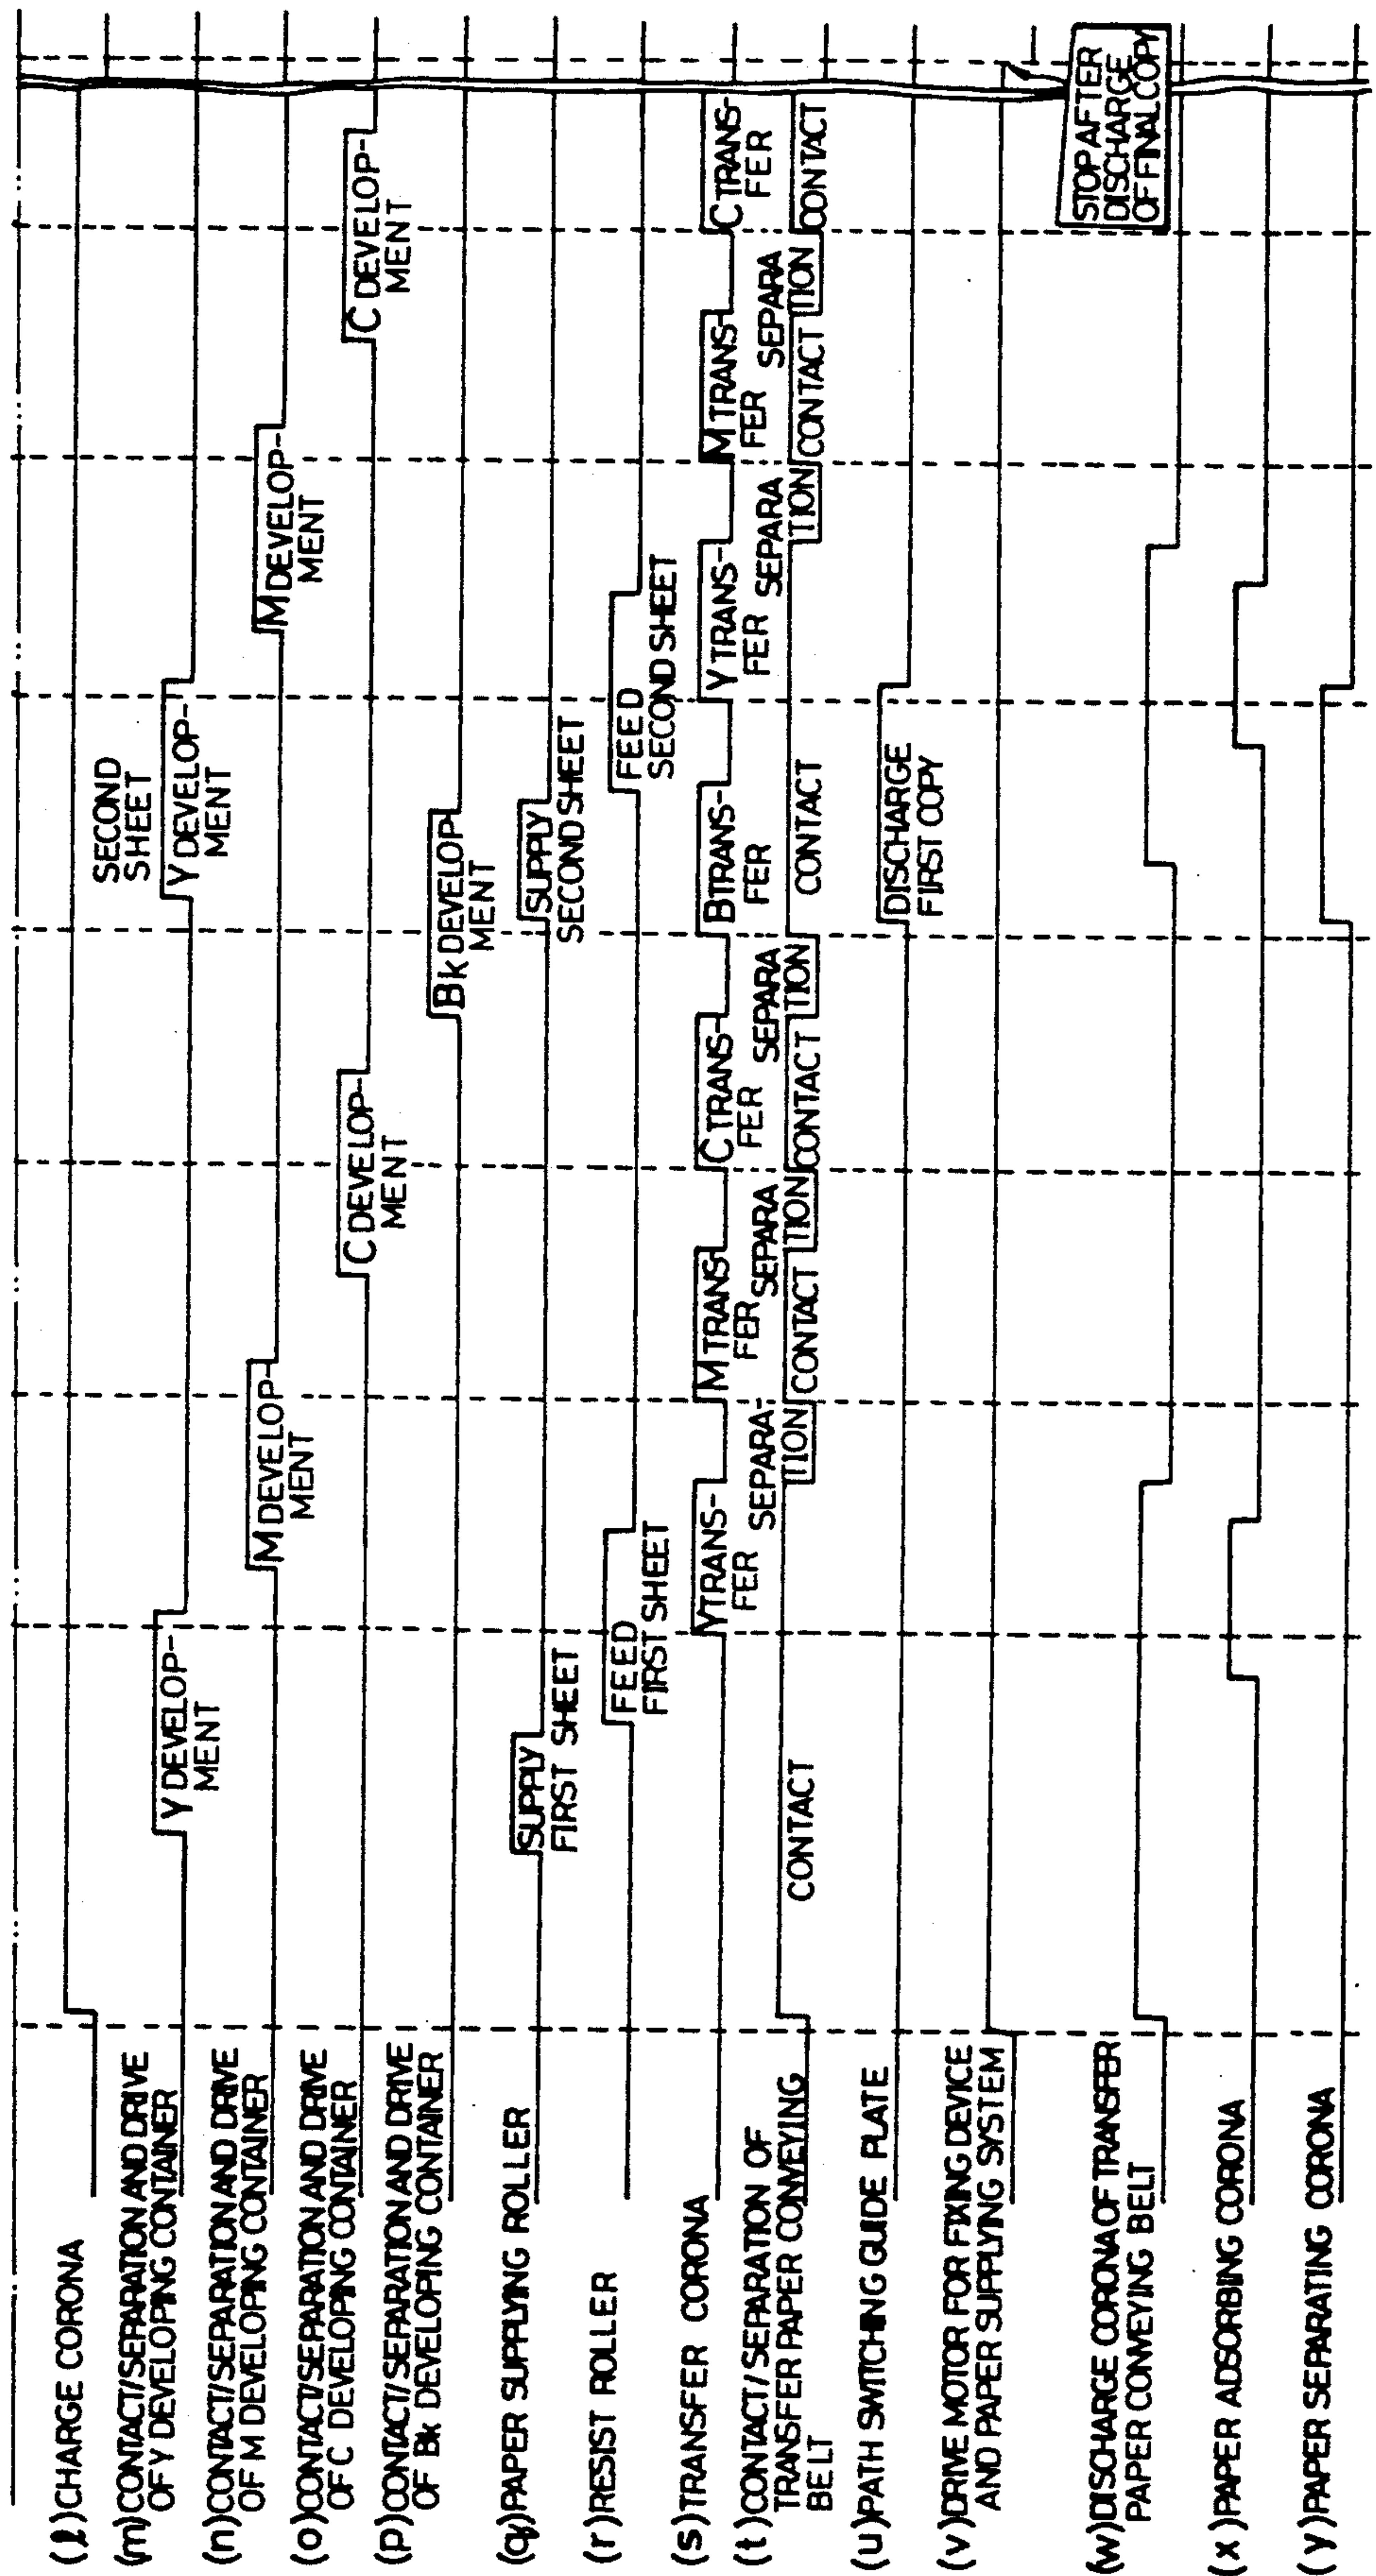 (l)CHARGE CORONA
(m)CONTACT/SEPARATION AND DRIVE
OF Y DEVELOPING CONTAINER
Y DEVELOP-
MENT
SECOND
SHEET
Y DEVELOP-
MENT
(n)CONTACT/SEPARATION AND DRIVE
OF M DEVELOPING CONTAINER
M DEVELOP-
MENT
M DEVELOP-
MENT
(o)CONTACT/SEPARATION AND DRIVE
OF C DEVELOPING CONTAINER
C DEVELOP-
MENT
C DEVELOP-
MENT
(p)CONTACT/SEPARATION AND DRIVE
OF Bk DEVELOPING CONTAINER
Bk DEVELOP
MENT
(q)PAPER SUPPLYING ROLLER
SUPPLY
FIRST SHEET
SUPPLY
SECOND SHEET
(r)RESIST ROLLER
FEED
FIRST SHEET
FEED
SECOND SHEET
(s)TRANSFER CORONA
Y TRANS-
FER
M TRANS-
FER
C TRANS-
FER
B TRANS-
FER
Y TRANS-
FER
M TRANS-
FER
C TRANS-
FER
(t)CONTACT/SEPARATION OF
TRANSFER PAPER CONVEYING
BELT
CONTACT
SEPARA-
TION
CONTACT
SEPARA
TION
CONTACT
SEPARA
TION
CONTACT
SEPARA
TION
CONTACT
SEPARA
TION
CONTACT
(u)PATH SWITCHING GUIDE PLATE
DISCHARGE
FIRST COPY
(v)DRIVE MOTOR FOR FIXING DEVICE
AND PAPER SUPPLYING SYSTEM
STOP AFTER
DISCHARGE
OF FINAL COPY
(w)DISCHARGE CORONA OF TRANSFER
PAPER CONVEYING BELT
(x)PAPER ADSORBING CORONA
(y)PAPER SEPARATING CORONA